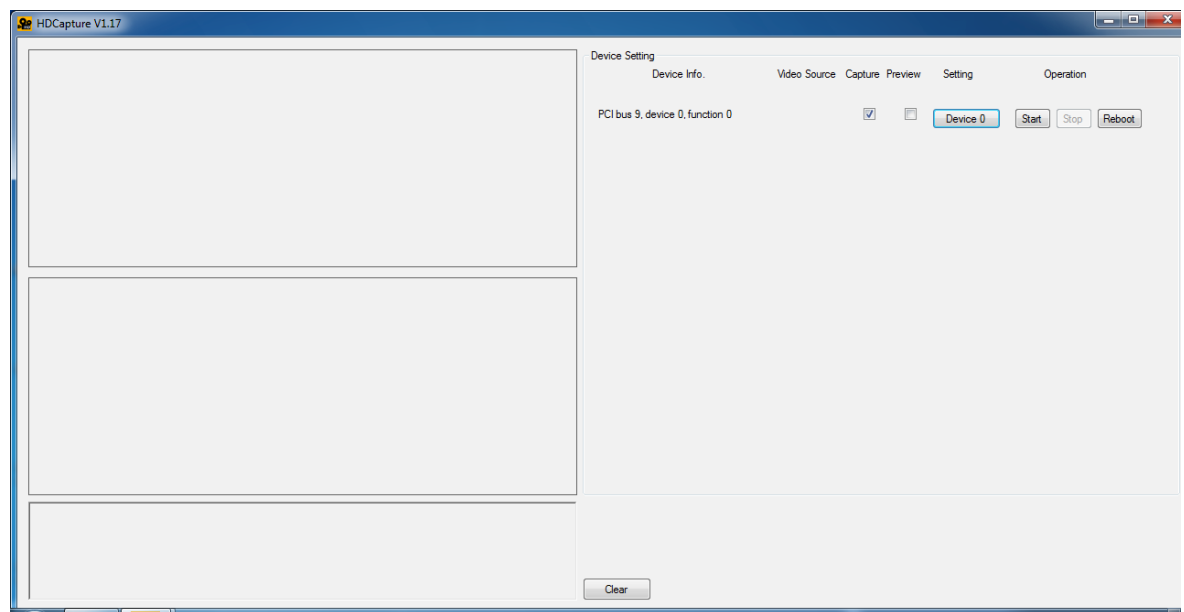 HDCapture V1.17
Device Setting
Device Info. Video Source Capture Preview Setting Operation
PCI bus 9, device 0, function 0 Device 0 Start Stop Reboot
Clear